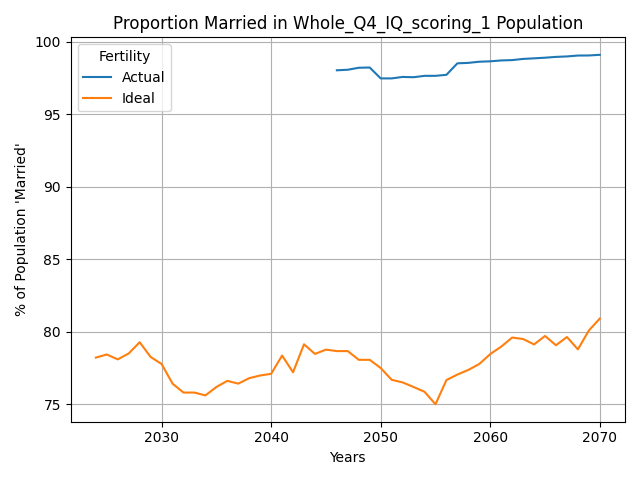 Proportion Married in Whole_Q4_IQ_scoring_1 Population
Fertility
Actual
Ideal
% of Population 'Married'
100
95
90
85
80
75
2030
2040
2050
2060
2070
Years